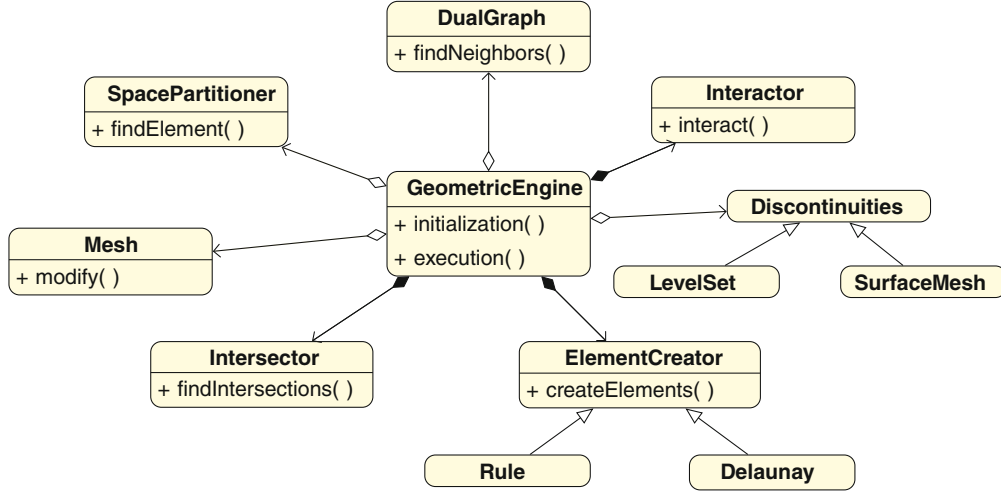 DualGraph
+ findNeighbors( )
SpacePartitioner
+ findElement( )
Interactor
+ interact( )
GeometricEngine
+ initialization( )
+ execution( )
Discontinuities
Mesh
+ modify( )
LevelSet
SurfaceMesh
Intersector
+ findIntersections( )
ElementCreator
+ createElements( )
Rule
Delaunay